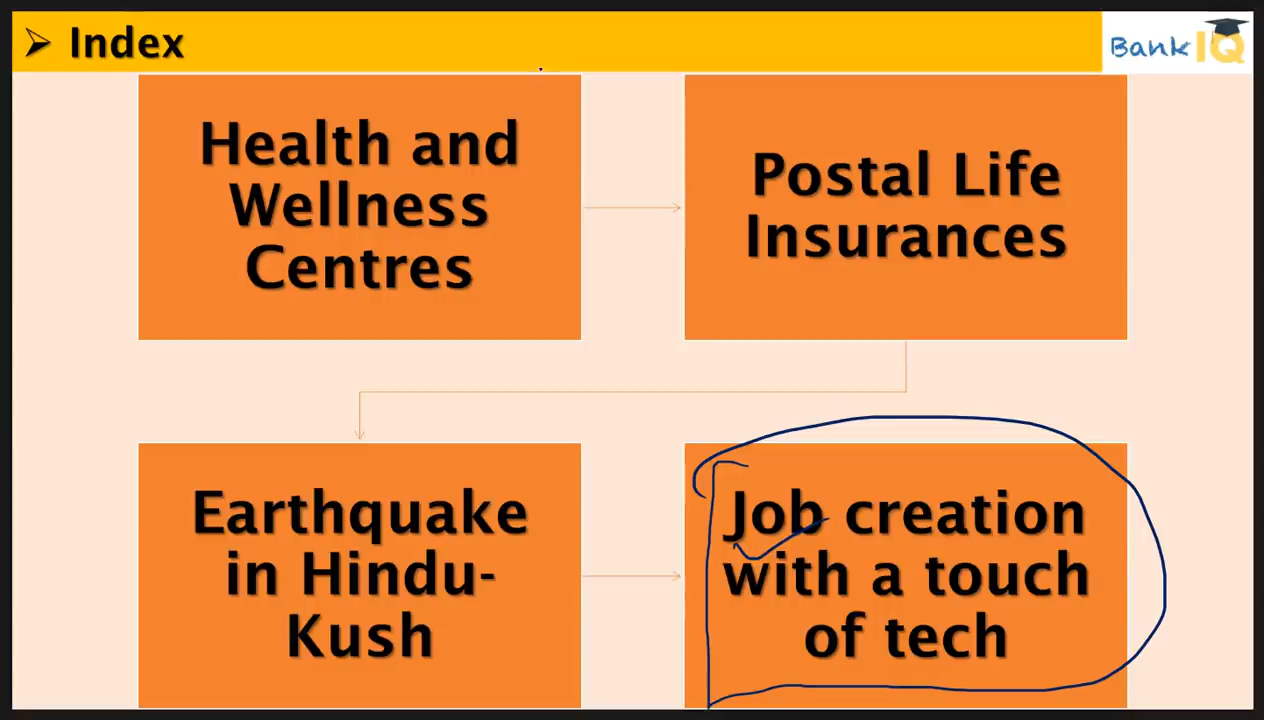 ➢ Index
Bank IQ
Health and
Wellness
Centres
Postal Life
Insurances
Earthquake
in Hindu-
Kush
Job creation
with a touch
of tech